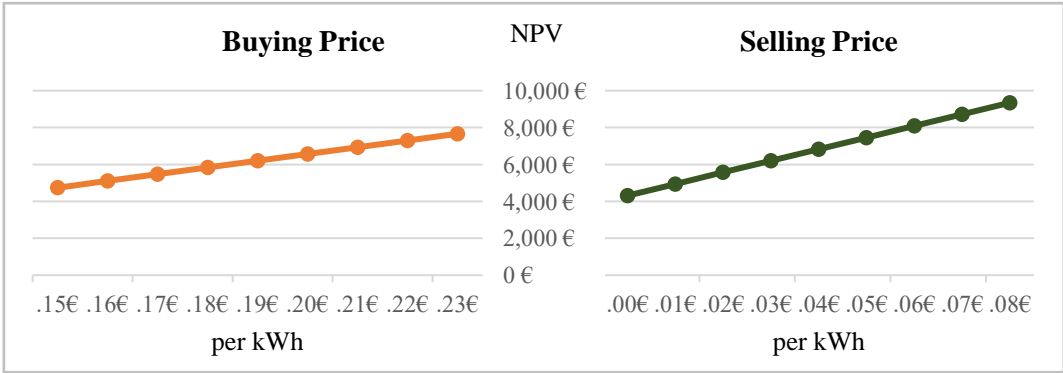 Buying Price
NPV
Selling Price
10,000 €
8,000 €
6,000 €
4,000 €
2,000 €
0 €
.15€ .16€ .17€ .18€ .19€ .20€ .21€ .22€ .23€
.00€ .01€ .02€ .03€ .04€ .05€ .06€ .07€ .08€
per kWh
per kWh